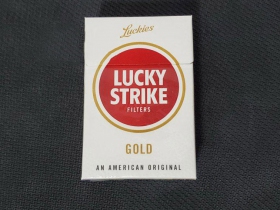 Luckies
LUCKY
STRIKE
FILTERS
GOLD
AN AMERICAN ORIGINAL